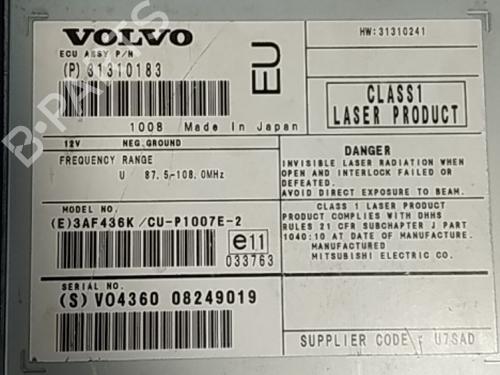 VOLVO
ECU ASSY P/N
(P) 31310183
EU
1008 Made In Japan
HW:31310241
CLASS1
LASER PRODUCT
12V NEG.GROUND
FREQUENCY RANGE
U 87.5-108.0MHz
DANGER
INVISIBLE LASER RADIATION WHEN
OPEN AND INTERLOCK FAILED OR
DEFEATED.
AVOID DIRECT EXPOSURE TO BEAM.
CLASS 1 LASER PRODUCT
PRODUCT COMPLIES WITH DHHS
RULES 21 CFR SUBCHAPTER J PART
1040:10 AT DATE OF MANUFACTURE.
MANUFACTURED
MITSUBISHI ELECTRIC CO.
MODEL NO.
(E)3AF436K/CU-P1007E-2
e11
033763
SERIAL NO.
(S) VO4360 08249019
SUPPLIER CODE : U7SAD
B-PARTS